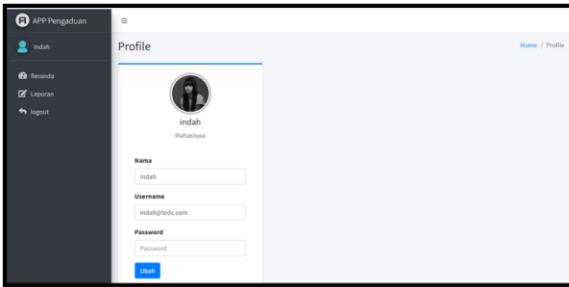 APP Pengaduan
indah
Beranda
Laporan
logout
Profile
Home / Profile
indah
Mahasiswa
Nama
indah
Username
indah@tedc.com
Password
Password
Ubah